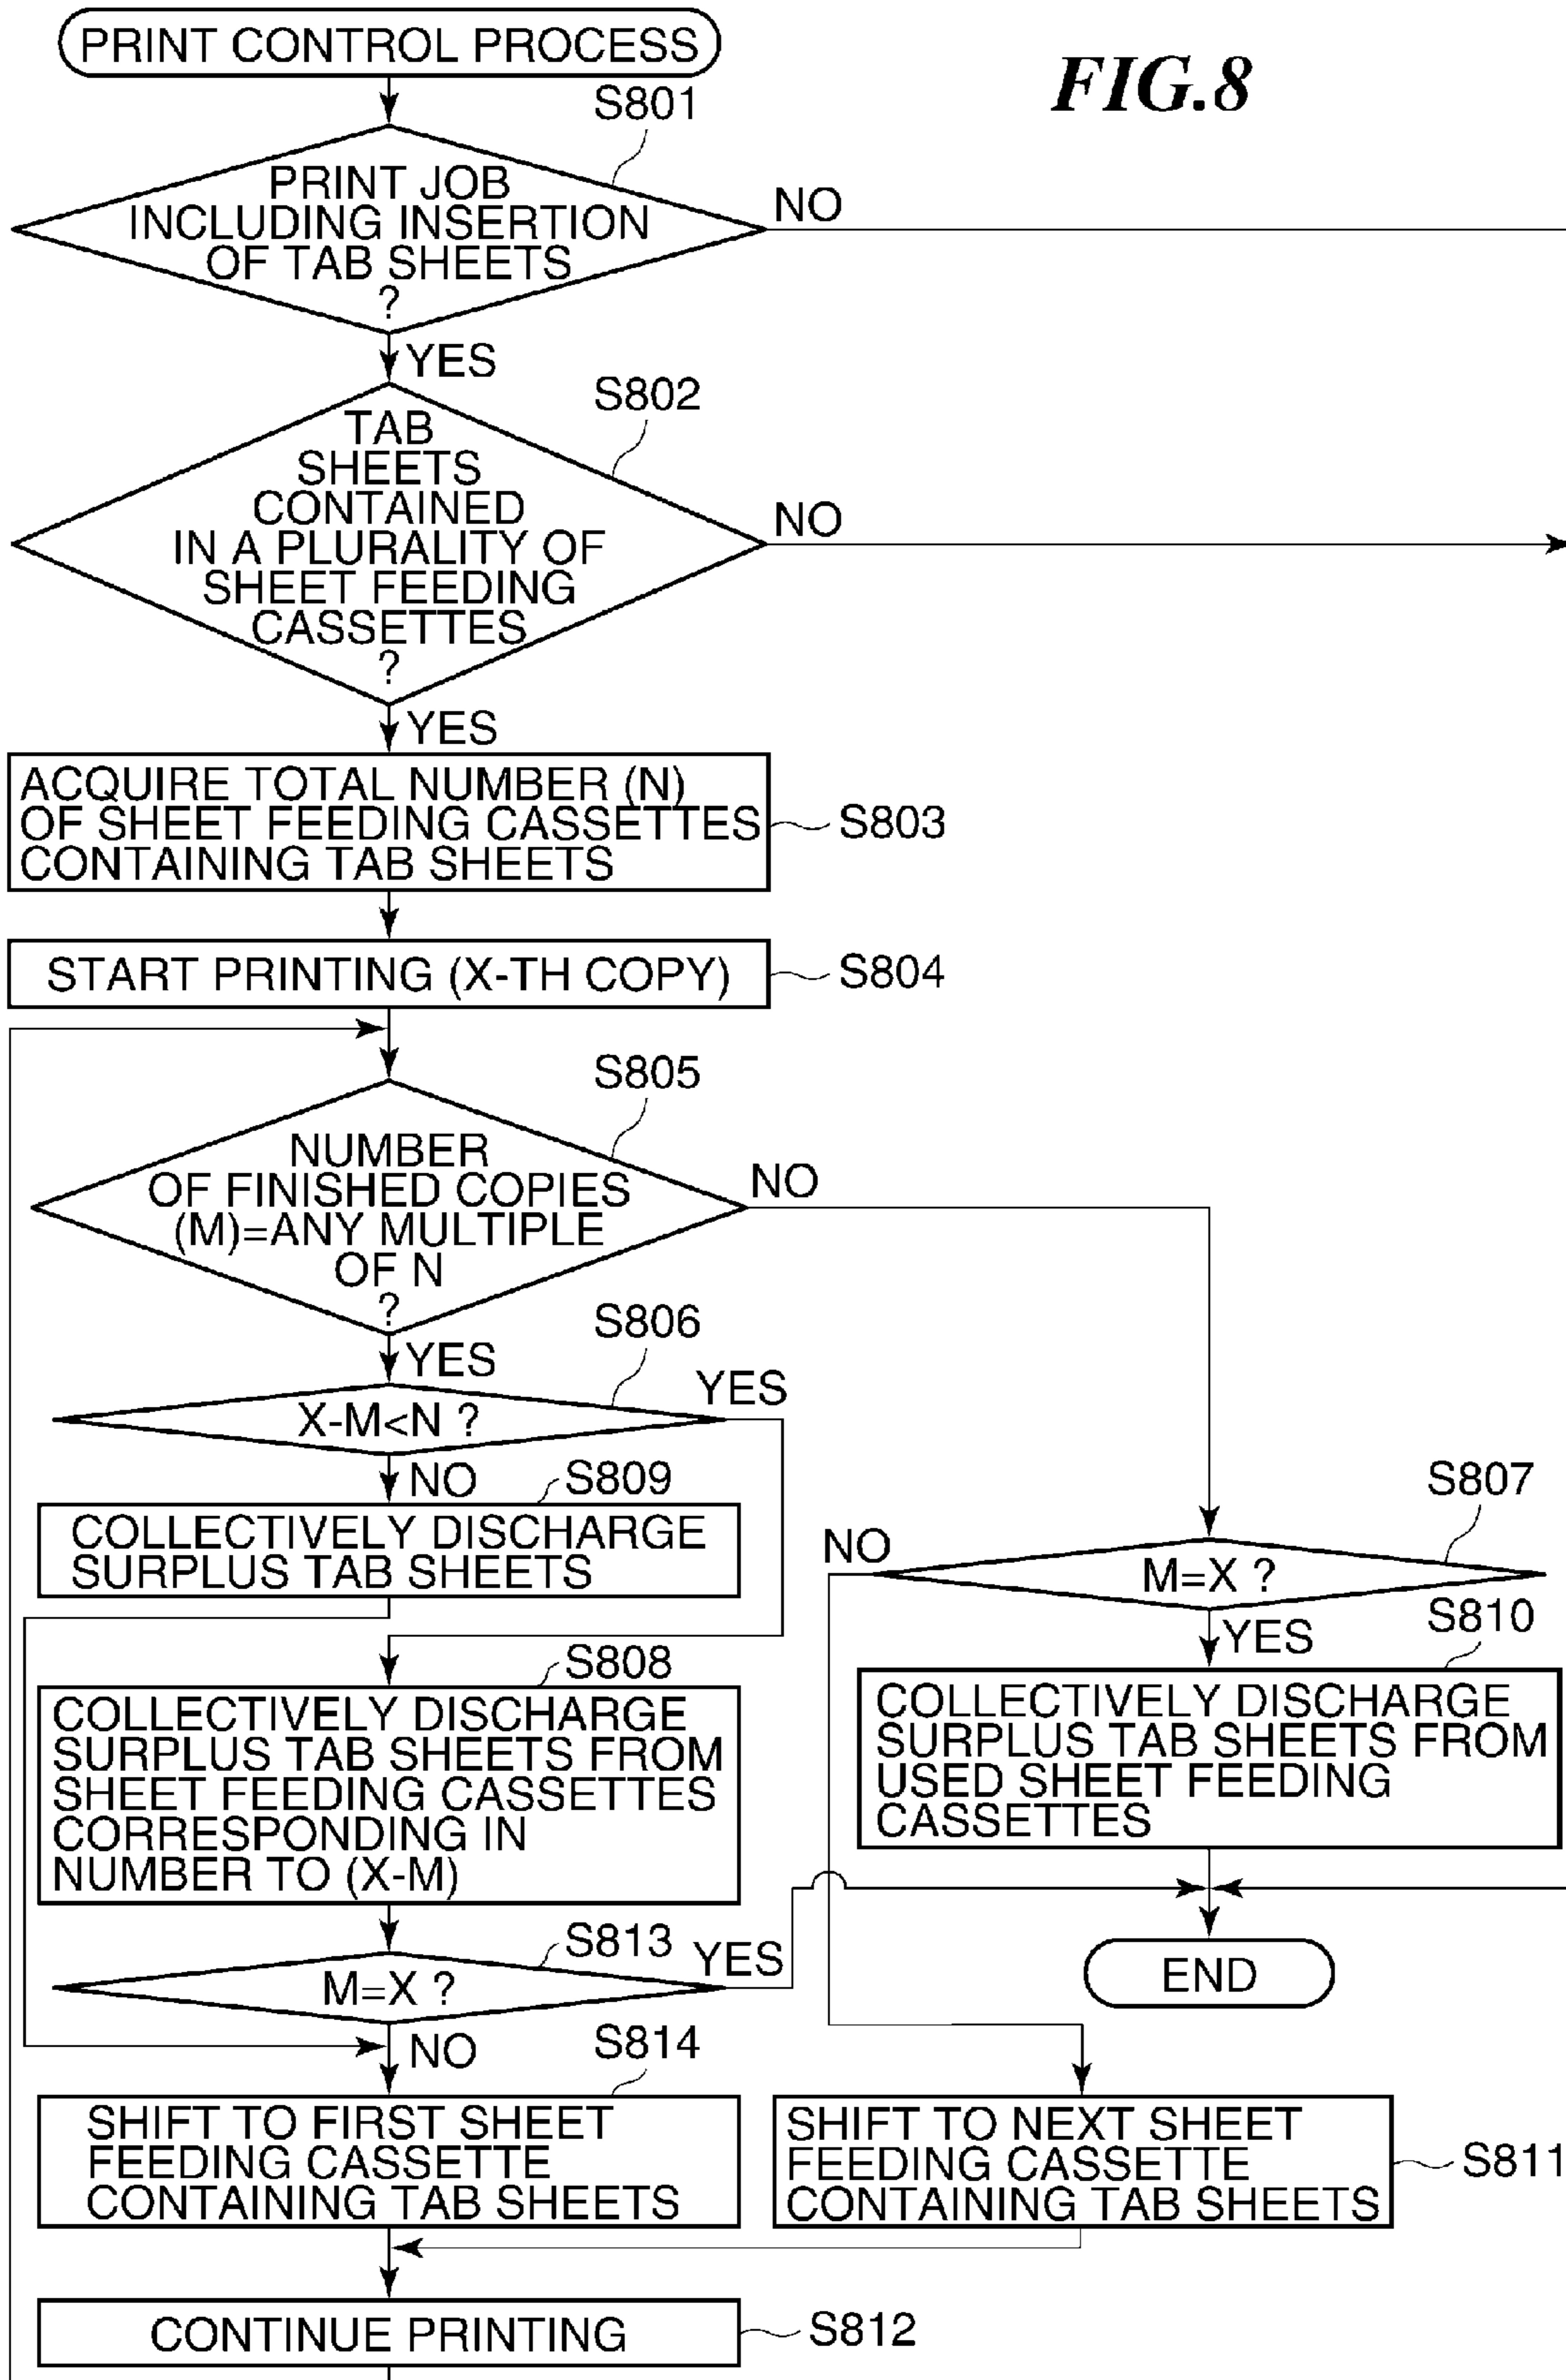 PRINT CONTROL PROCESS
FIG.8
S801
PRINT JOB
INCLUDING INSERTION
OF TAB SHEETS
?
NO
YES
S802
TAB
SHEETS
CONTAINED
IN A PLURALITY OF
SHEET FEEDING
CASSETTES
?
NO
YES
ACQUIRE TOTAL NUMBER (N)
OF SHEET FEEDING CASSETTES
CONTAINING TAB SHEETS
S803
START PRINTING (X-TH COPY)
S804
S805
NUMBER
OF FINISHED COPIES
(M)=ANY MULTIPLE
OF N
?
NO
YES
S806
X-M<N ?
YES
NO
S809
COLLECTIVELY DISCHARGE
SURPLUS TAB SHEETS
S807
M=X ?
NO
YES
S808
COLLECTIVELY DISCHARGE
SURPLUS TAB SHEETS FROM
SHEET FEEDING CASSETTES
CORRESPONDING IN
NUMBER TO (X-M)
S810
COLLECTIVELY DISCHARGE
SURPLUS TAB SHEETS FROM
USED SHEET FEEDING
CASSETTES
S813
M=X ?
YES
NO
END
S814
SHIFT TO FIRST SHEET
FEEDING CASSETTE
CONTAINING TAB SHEETS
SHIFT TO NEXT SHEET
FEEDING CASSETTE
CONTAINING TAB SHEETS
S811
CONTINUE PRINTING
S812